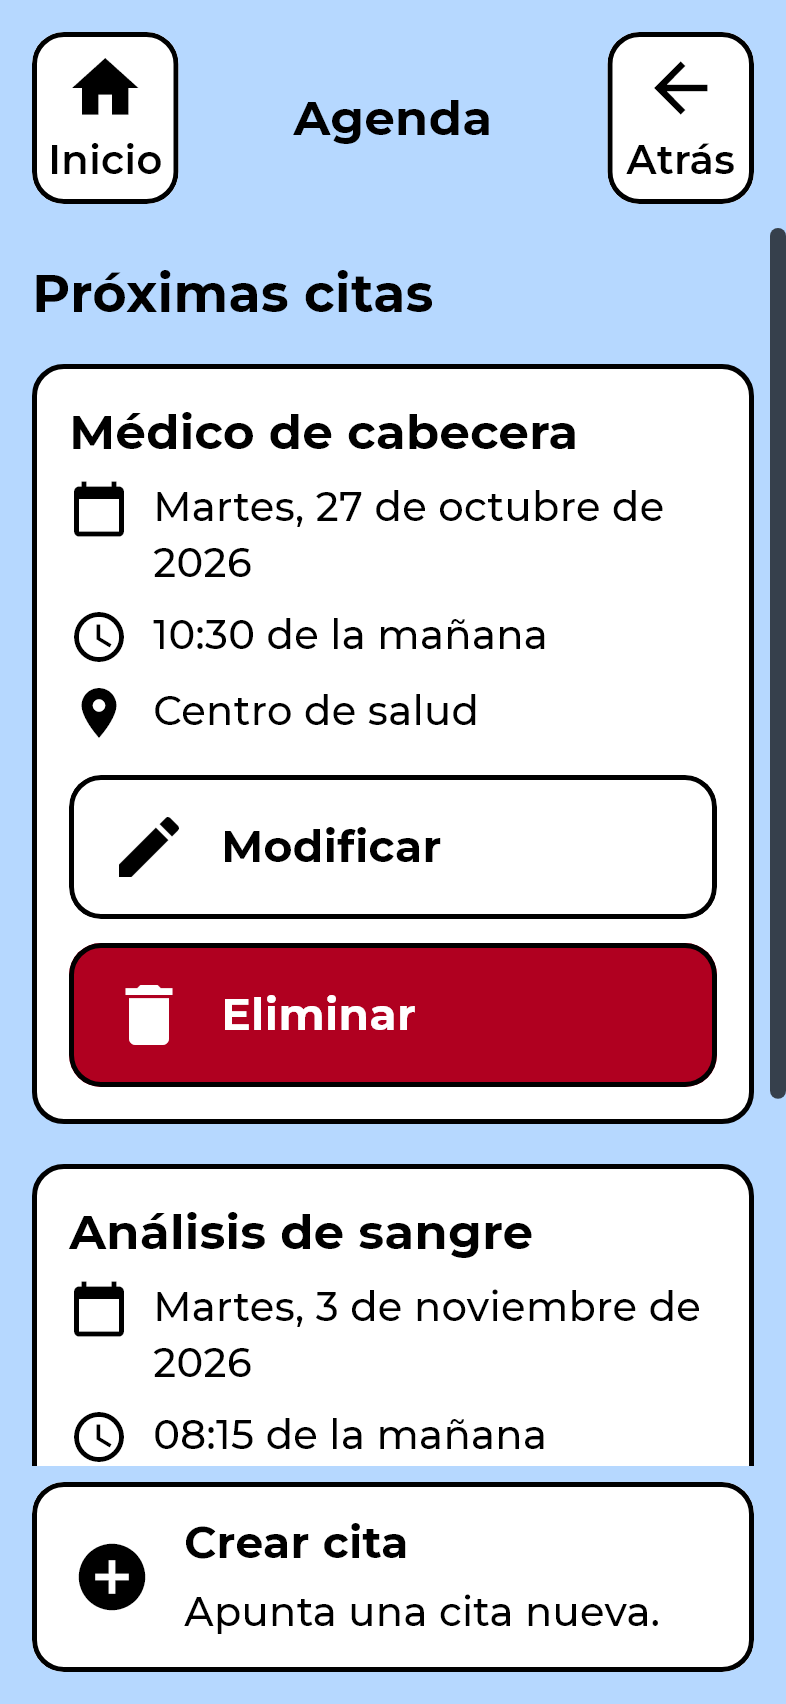 Inicio
Agenda
Atrás
Próximas citas
Médico de cabecera
Martes, 27 de octubre de
2026
10:30 de la mañana
Centro de salud
Modificar
Eliminar
Análisis de sangre
Martes, 3 de noviembre de
2026
08:15 de la mañana
Crear cita
Apunta una cita nueva.